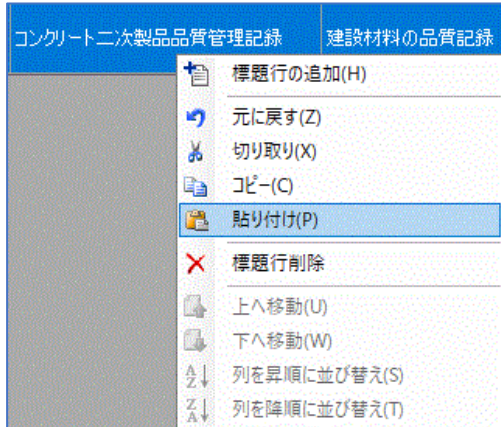 コンクリート二次製品品質管理記録 建設材料の品質記録
標題行の追加(H)
元に戻す(Z)
切り取り(X)
コピー(C)
貼り付け(P)
標題行削除
上へ移動(U)
下へ移動(W)
列を昇順に並び替え(S)
列を降順に並び替え(T)